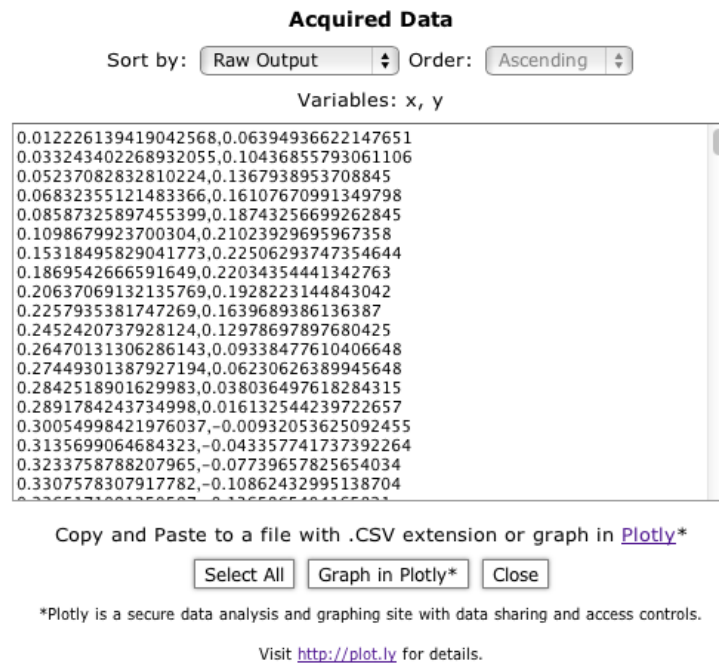 Acquired Data
Sort by: Raw Output Order: Ascending
Variables: x, y
0.012226139419042568,0.06394936622147651
0.033243402268932055,0.10436855793061106
0.05237082832810224,0.1367938953708845
0.06832355121483366,0.16107670991349798
0.08587325897455399,0.18743256699262845
0.1098679923700304,0.21023929695967358
0.15318495829041773,0.22506293747354644
0.1869542666591649,0.22034354441342763
0.20637069132135769,0.1928223144843042
0.2257935381747269,0.1639689386136387
0.2452420737928124,0.12978697897680425
0.26470131306286143,0.09338477610406648
0.27449301387927194,0.06230626389945648
0.2842518901629983,0.038036497618284315
0.2891784243734998,0.016132544239722657
0.30054998421976037,-0.00932053625092455
0.3135699064684323,-0.0433577417373922​64
0.3233758788207965,-0.07739657825654034
0.3307578307917782,-0.10862432995138704
Copy and Paste to a file with .CSV extension or graph in Plotly*
Select All Graph in Plotly* Close
*Plotly is a secure data analysis and graphing site with data sharing and access controls.
Visit http://plot.ly for details.